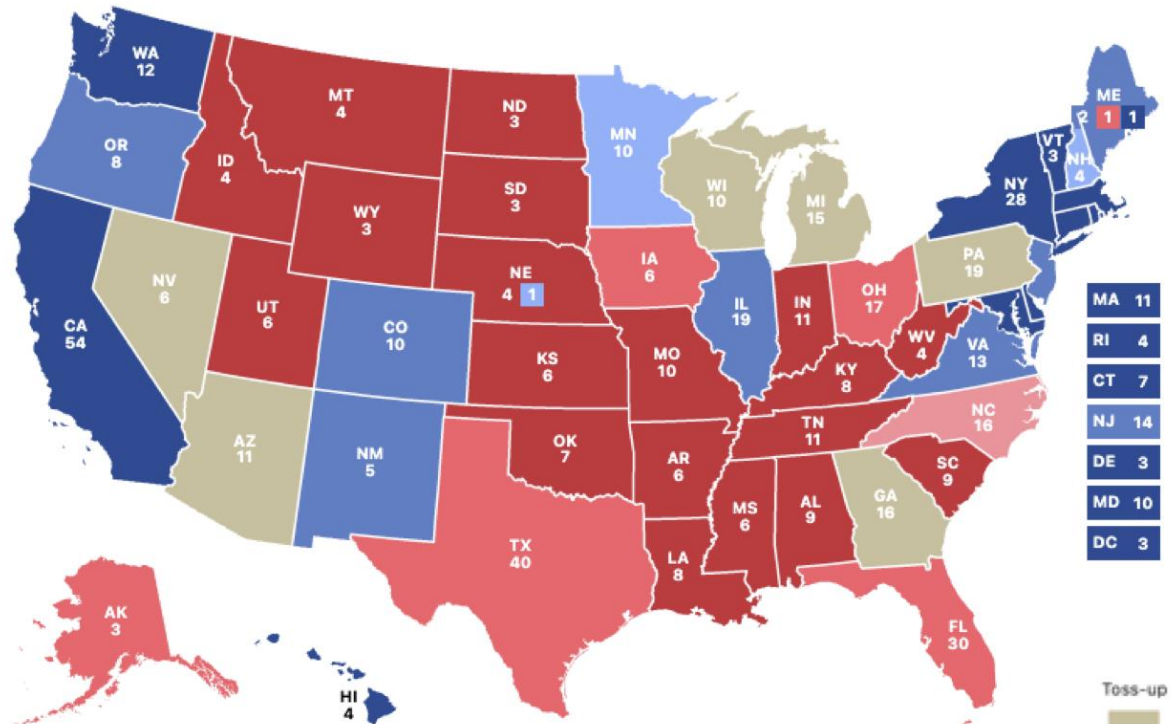 WA
12
OR
8
CA
54
NV
6
ID
4
MT
4
WY
3
UT
6
AZ
11
CO
10
NM
5
ND
3
SD
3
NE
4 1
KS
6
OK
7
TX
40
MN
10
IA
6
MO
10
AR
6
LA
8
WI
10
IL
19
MI
15
IN
11
OH
17
KY
8
TN
11
MS
6
AL
9
GA
16
FL
30
SC
9
NC
16
VA
13
WV
4
PA
19
NY
28
VT
3
NH
4
ME
2 1 1
MA 11
RI 4
CT 7
NJ 14
DE 3
MD 10
DC 3
AK
3
HI
4
Toss-up